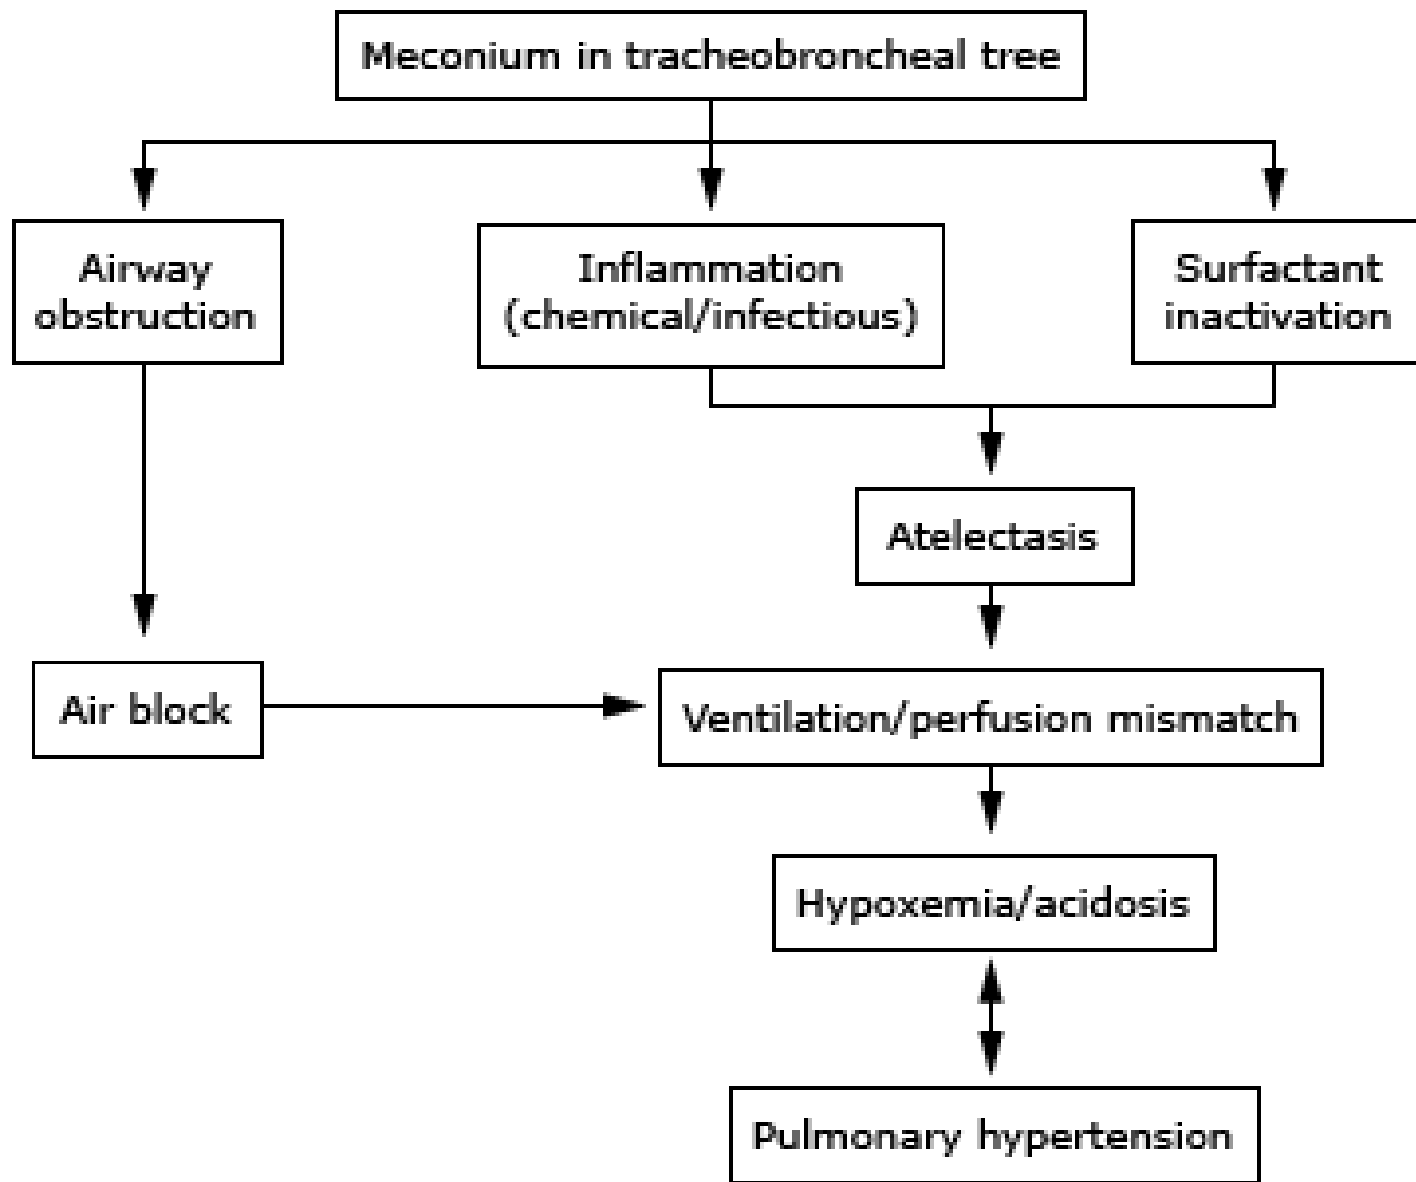 Meconium in tracheobroncheal tree
Airway
obstruction
Inflammation
(chemical/infectious)
Surfactant
inactivation
Atelectasis
Air block
Ventilation/perfusion mismatch
Hypoxemia/acidosis
Pulmonary hypertension